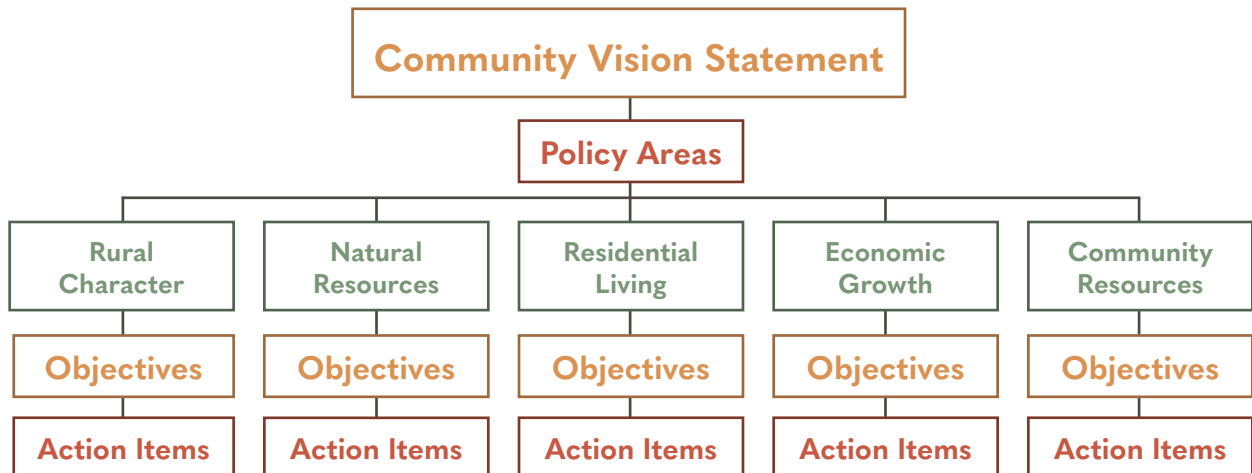 Community Vision Statement
Policy Areas
Rural
Character
Natural
Resources
Residential
Living
Economic
Growth
Community
Resources
Objectives
Objectives
Objectives
Objectives
Objectives
Action Items
Action Items
Action Items
Action Items
Action Items